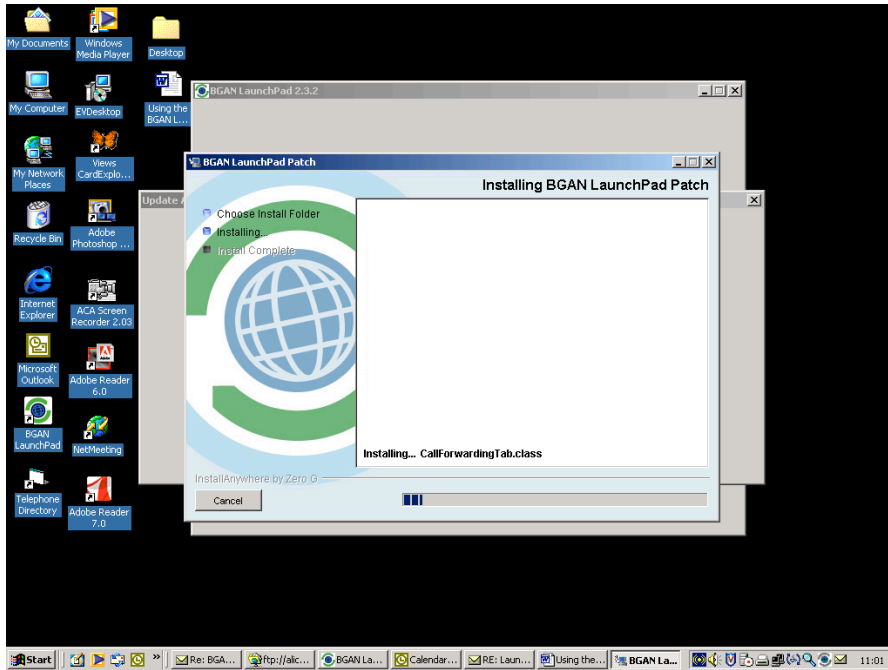 My Documents
Windows
Media Player
Desktop
My Computer
EVDesktop
Using the
BGAN L...
My Network
Places
Views
CardExplo...
Recycle Bin
Adobe
Photoshop ...
Internet
Explorer
ACA Screen
Recorder 2.03
Microsoft
Outlook
Adobe Reader
6.0
BGAN
LaunchPad
NetMeeting
Telephone
Directory
Adobe Reader
7.0
BGAN LaunchPad 2.3.2
Update
BGAN LaunchPad Patch
Installing BGAN LaunchPad Patch
Choose Install Folder
Installing...
Install Complete
Installing... CallForwardingTab.class
InstallAnywhere by Zero G
Cancel
Start
»
Re: BGA...
ftp://alic...
BGAN La...
Calendar...
RE: Laun...
Using the...
BGAN La...
11:01